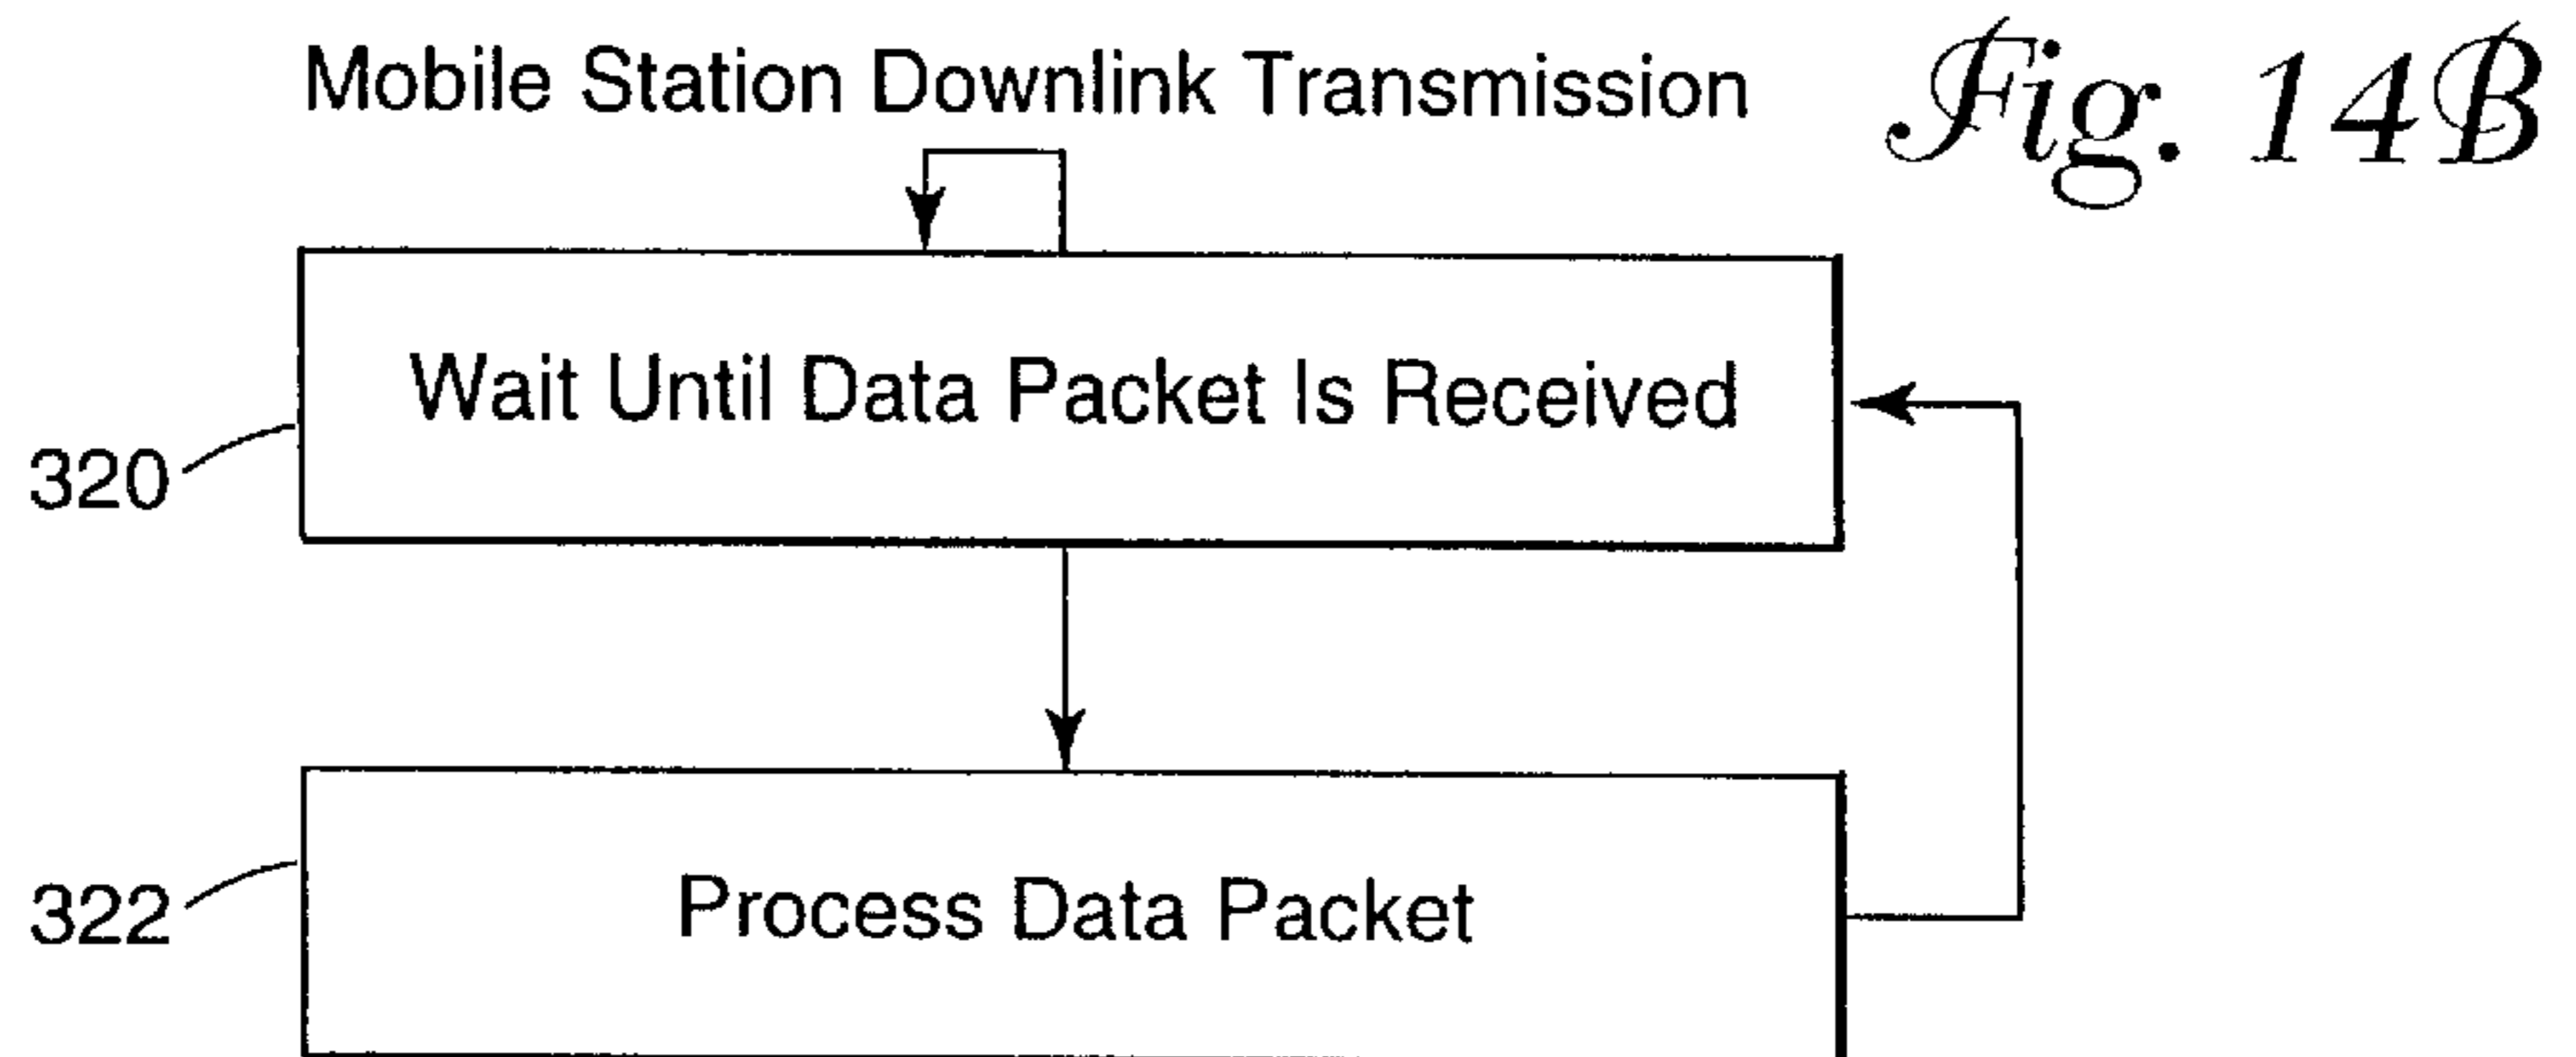 Mobile Station Downlink Transmission
Fig. 14B
Wait Until Data Packet Is Received
320
Process Data Packet
322